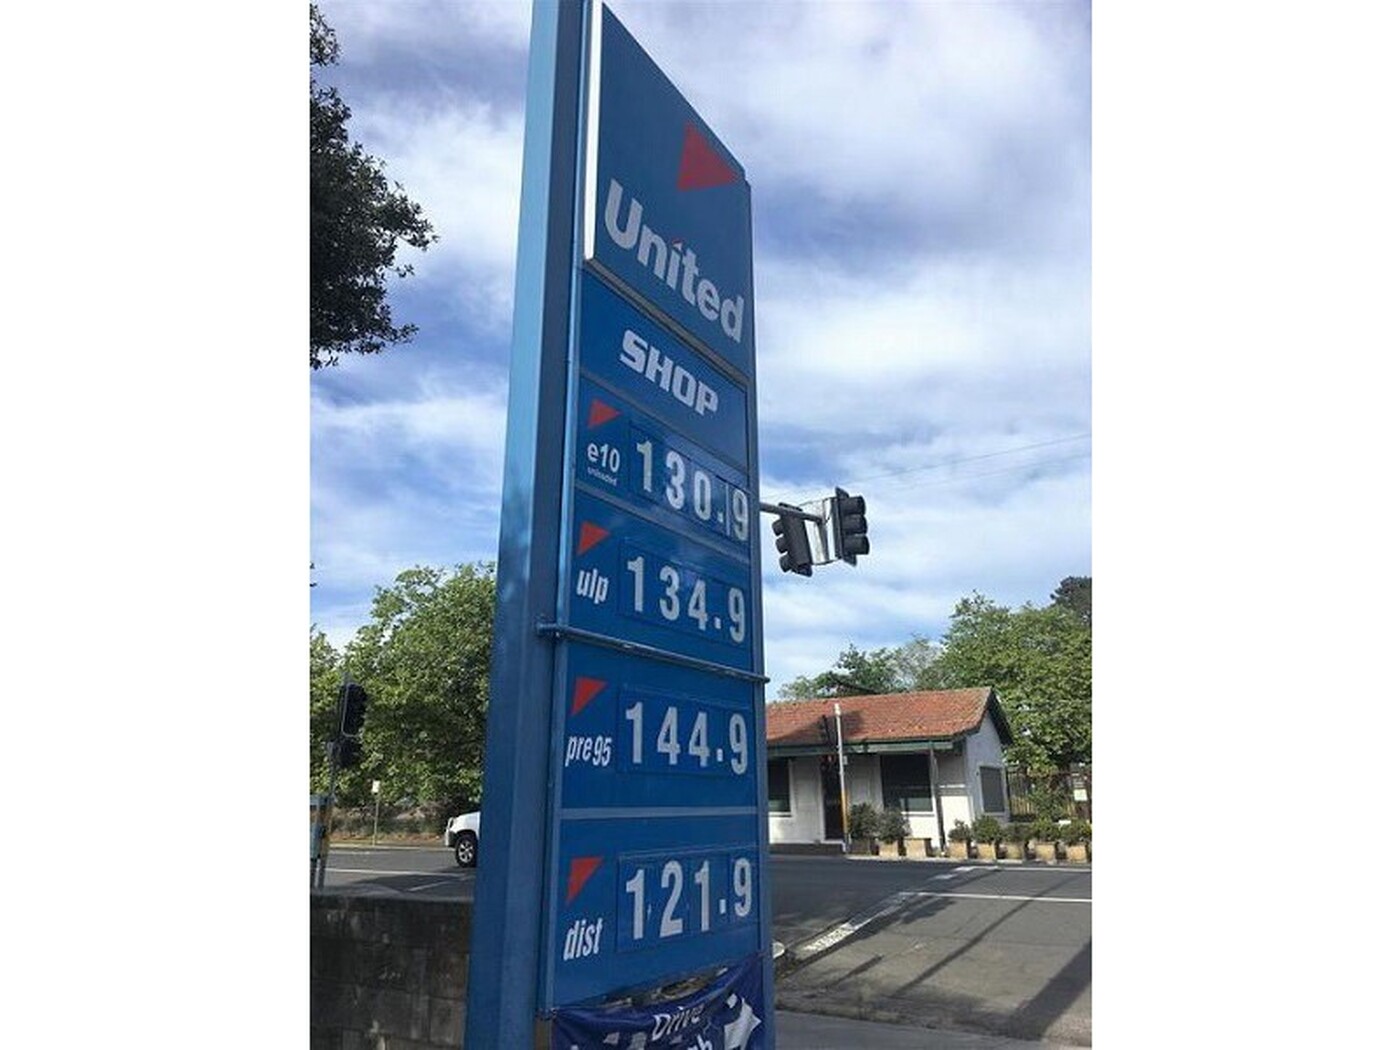 United
SHOP
e10
unleaded
130.9
ulp
134.9
pre95
144.9
dist
121.9
Drive